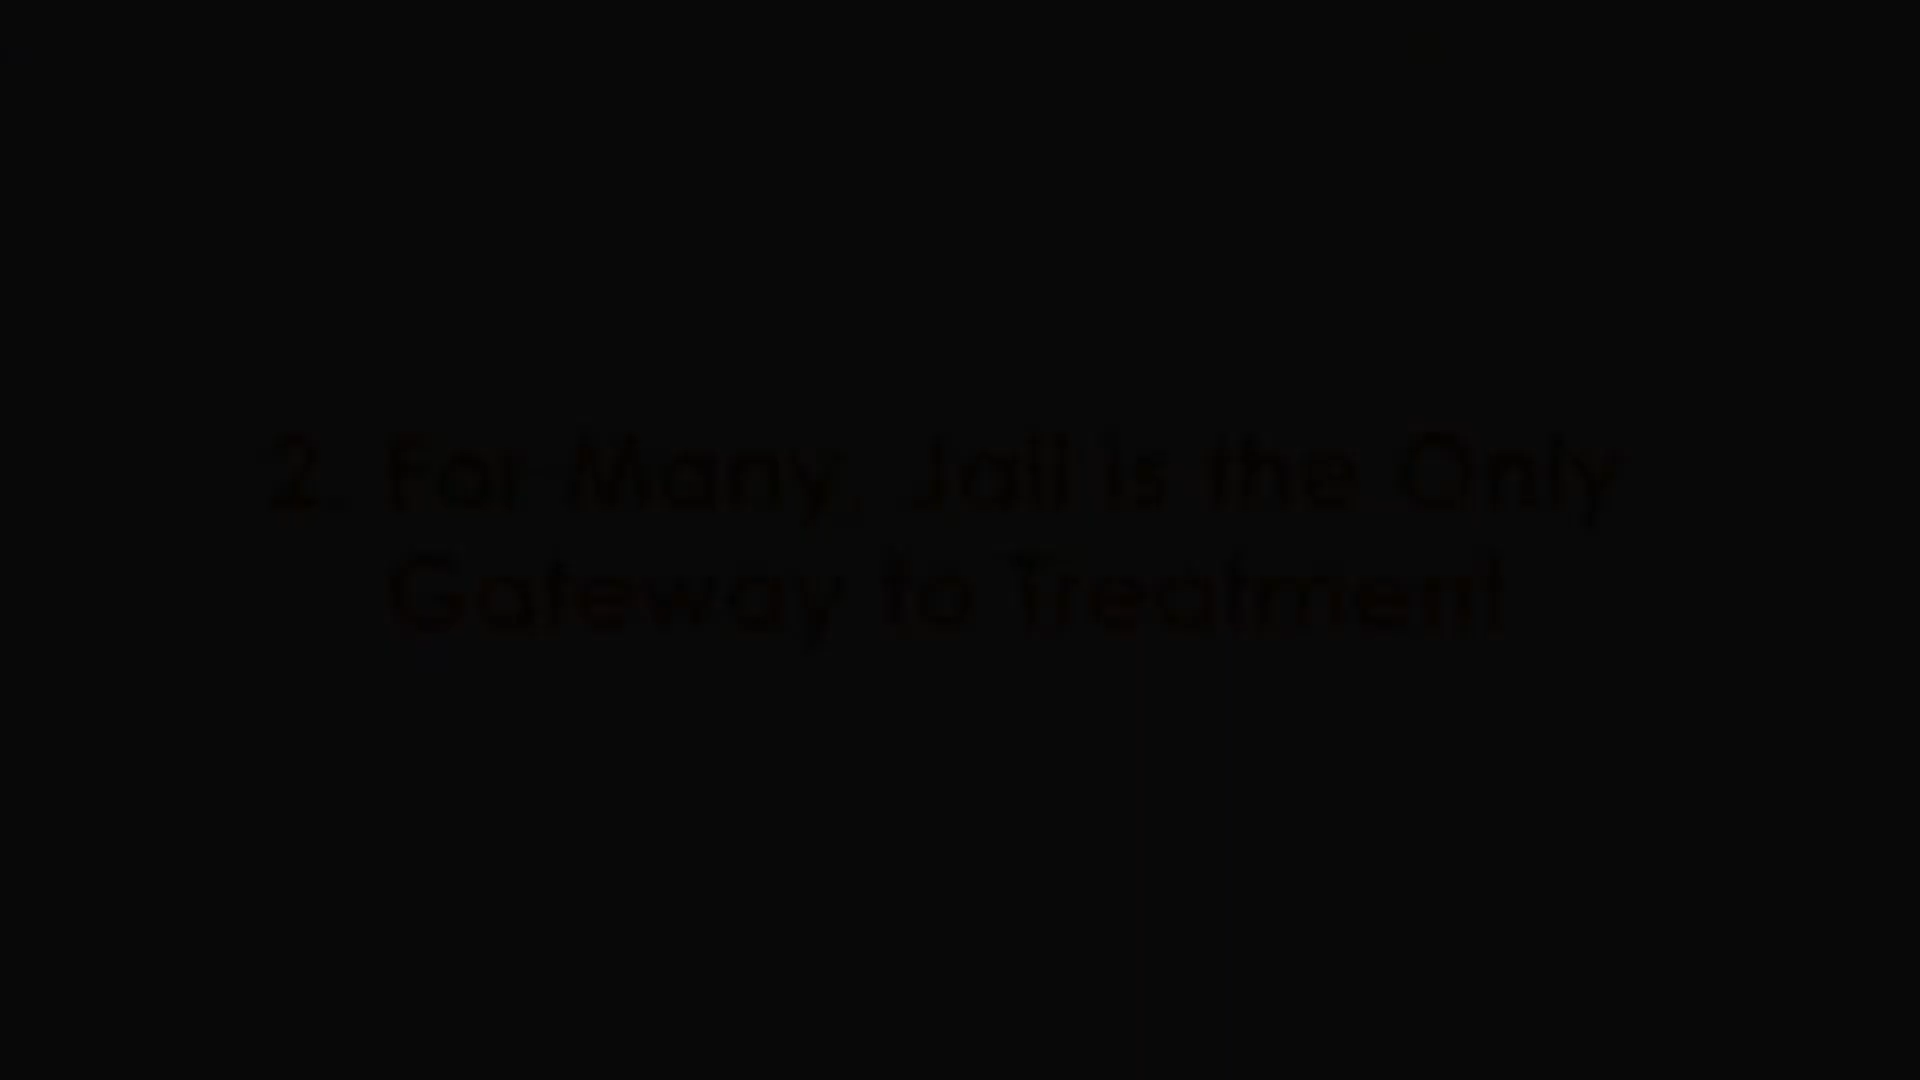 2. For Many, Jail is the Only
Gateway to Treatment